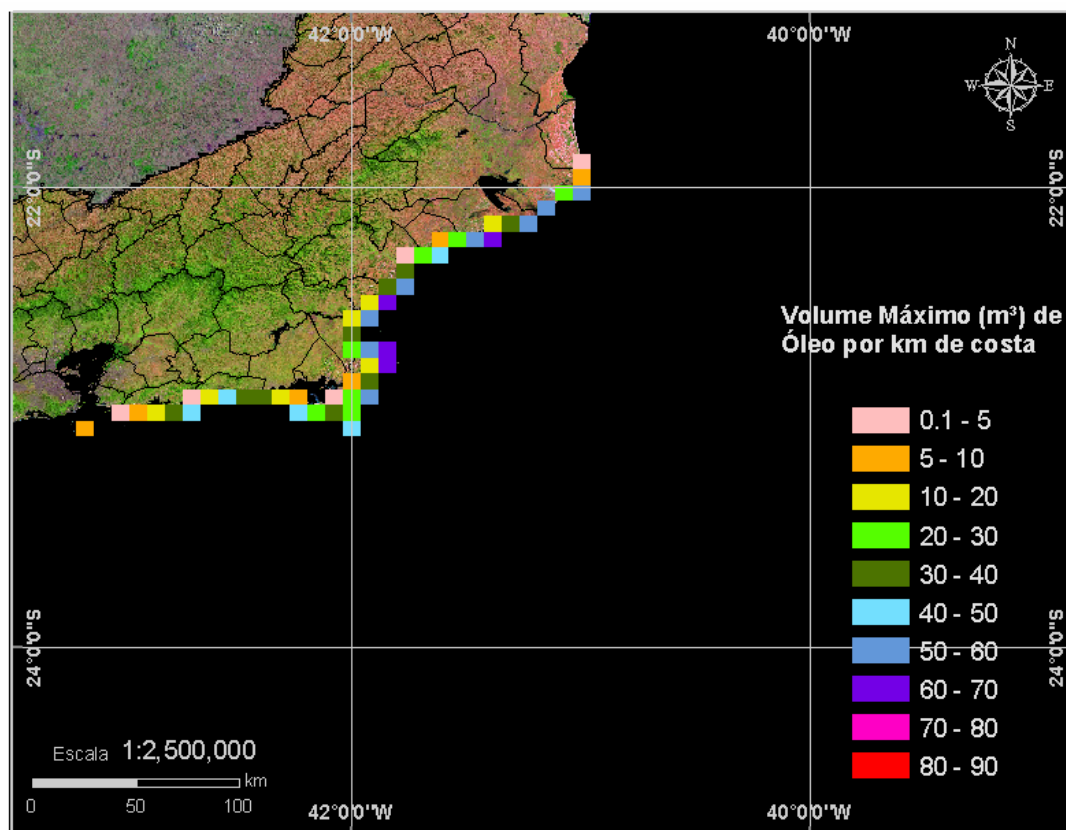 42°0'0"W
40°0'0"W
N
W
E
S
22°0'0"S
22°0'0"S
Volume Máximo (m³) de
Óleo por km de costa
0.1 - 5
5 - 10
10 - 20
20 - 30
30 - 40
40 - 50
50 - 60
60 - 70
70 - 80
80 - 90
24°0'0"S
24°0'0"S
Escala 1:2,500,000
km
0 50 100
42°0'0"W
40°0'0"W